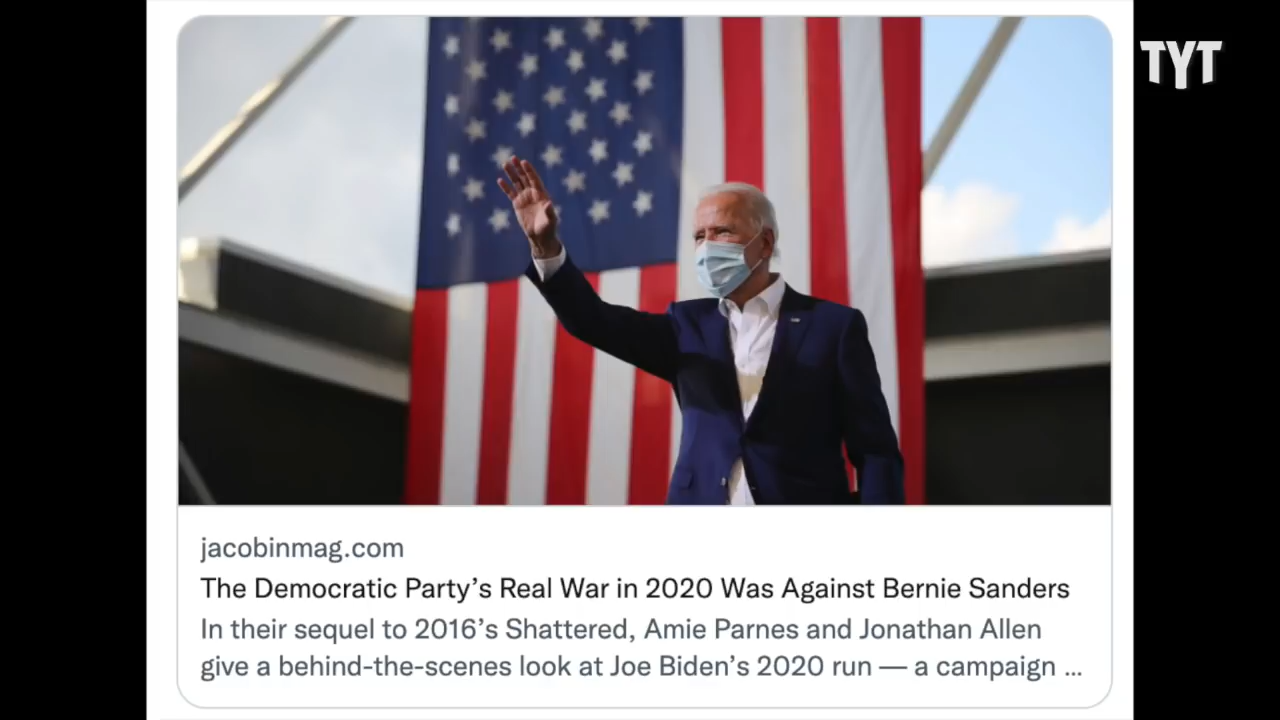 TYT
jacobinmag.com
The Democratic Party’s Real War in 2020 Was Against Bernie Sanders
In their sequel to 2016’s Shattered, Amie Parnes and Jonathan Allen
give a behind-the-scenes look at Joe Biden’s 2020 run — a campaign ...